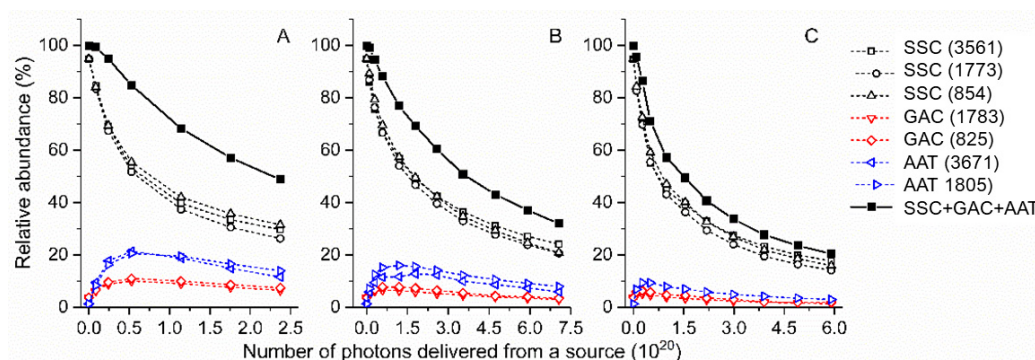 A
B
C
Relative abundance (%)
100
80
60
40
20
0
0.0 0.5 1.0 1.5 2.0 2.5
100
80
60
40
20
0
0.0 1.5 3.0 4.5 6.0 7.5
100
80
60
40
20
0
0.0 1.5 3.0 4.5 6.0
Number of photons delivered from a source (10²⁰)
SSC (3561)
SSC (1773)
SSC (854)
GAC (1783)
GAC (825)
AAT (3671)
AAT 1805)
SSC+GAC+AAT